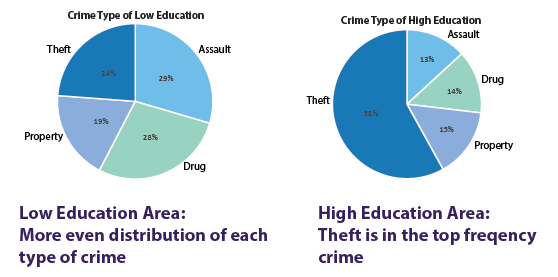 Crime Type of Low Education
Theft
Assault
24%
29%
19%
28%
Property
Drug
Low Education Area:
More even distribution of each
type of crime
Crime Type of High Education
Assault
13%
Drug
14%
Theft
15%
Property
High Education Area:
Theft is in the top freqency
crime